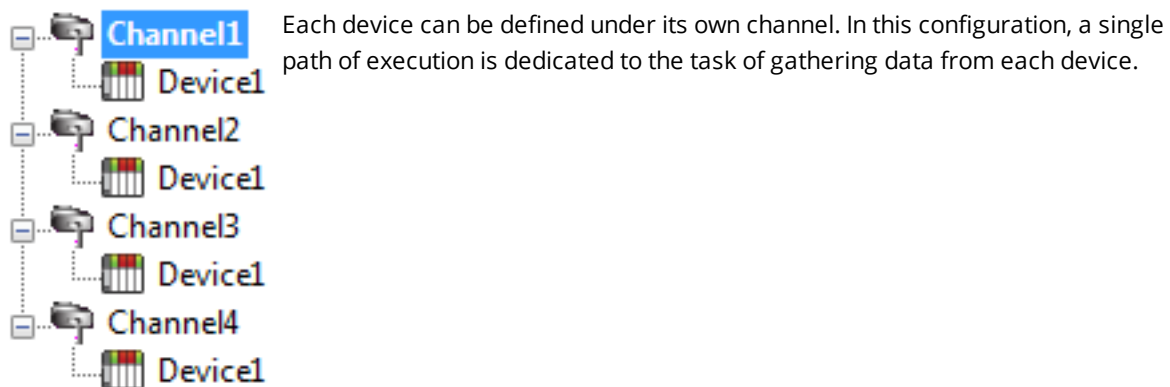 Channel1
Device1
Channel2
Device1
Channel3
Device1
Channel4
Device1
Each device can be defined under its own channel. In this configuration, a single
path of execution is dedicated to the task of gathering data from each device.